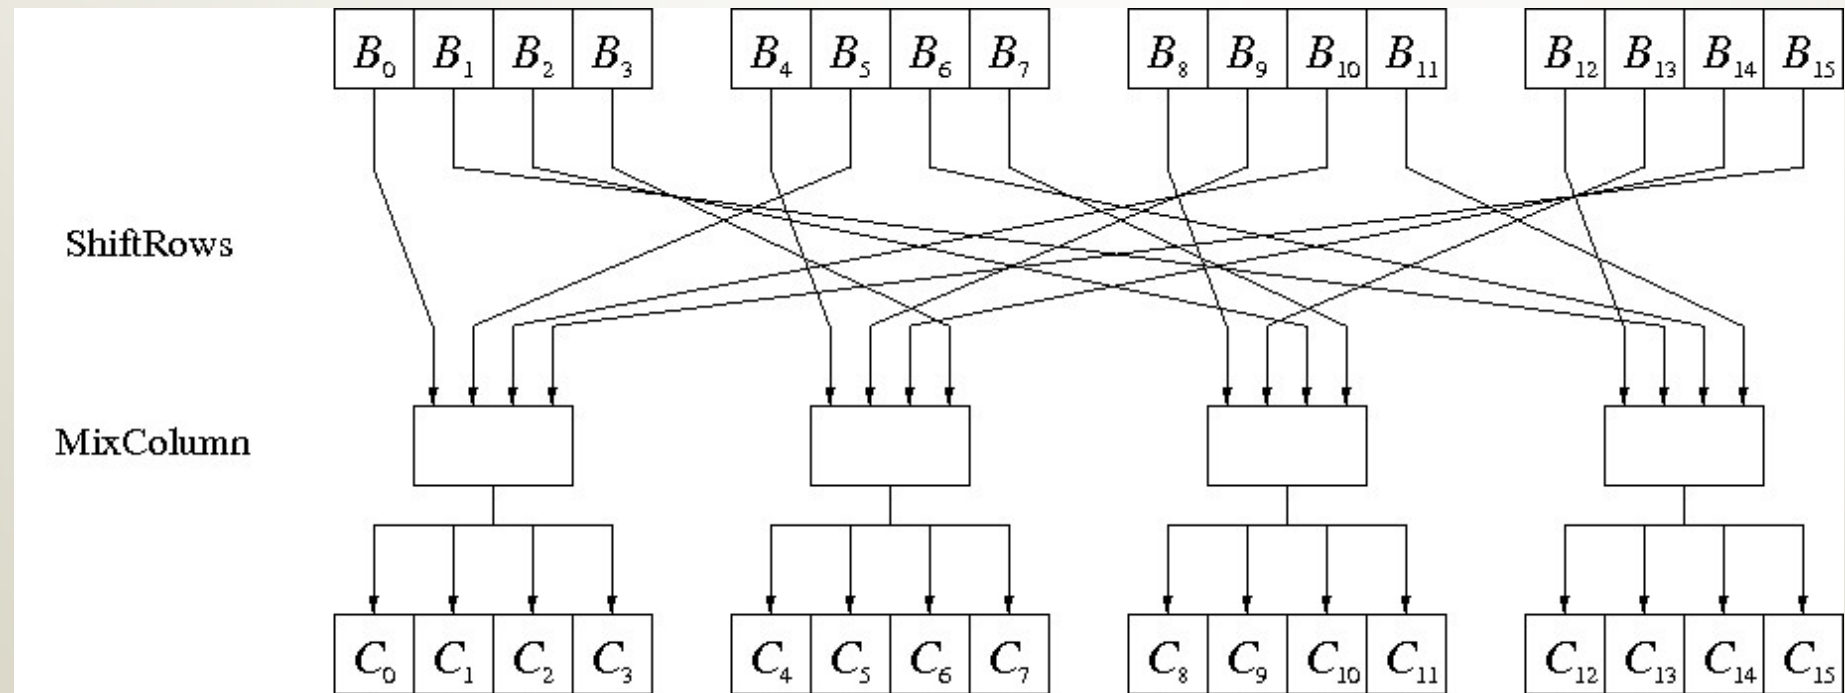 B₀ B₁ B₂ B₃ B₄ B₅ B₆ B₇ B₈ B₉ B₁₀ B₁₁ B₁₂ B₁₃ B₁₄ B₁₅
ShiftRows
MixColumn
C₀ C₁ C₂ C₃ C₄ C₅ C₆ C₇ C₈ C₉ C₁₀ C₁₁ C₁₂ C₁₃ C₁₄ C₁₅